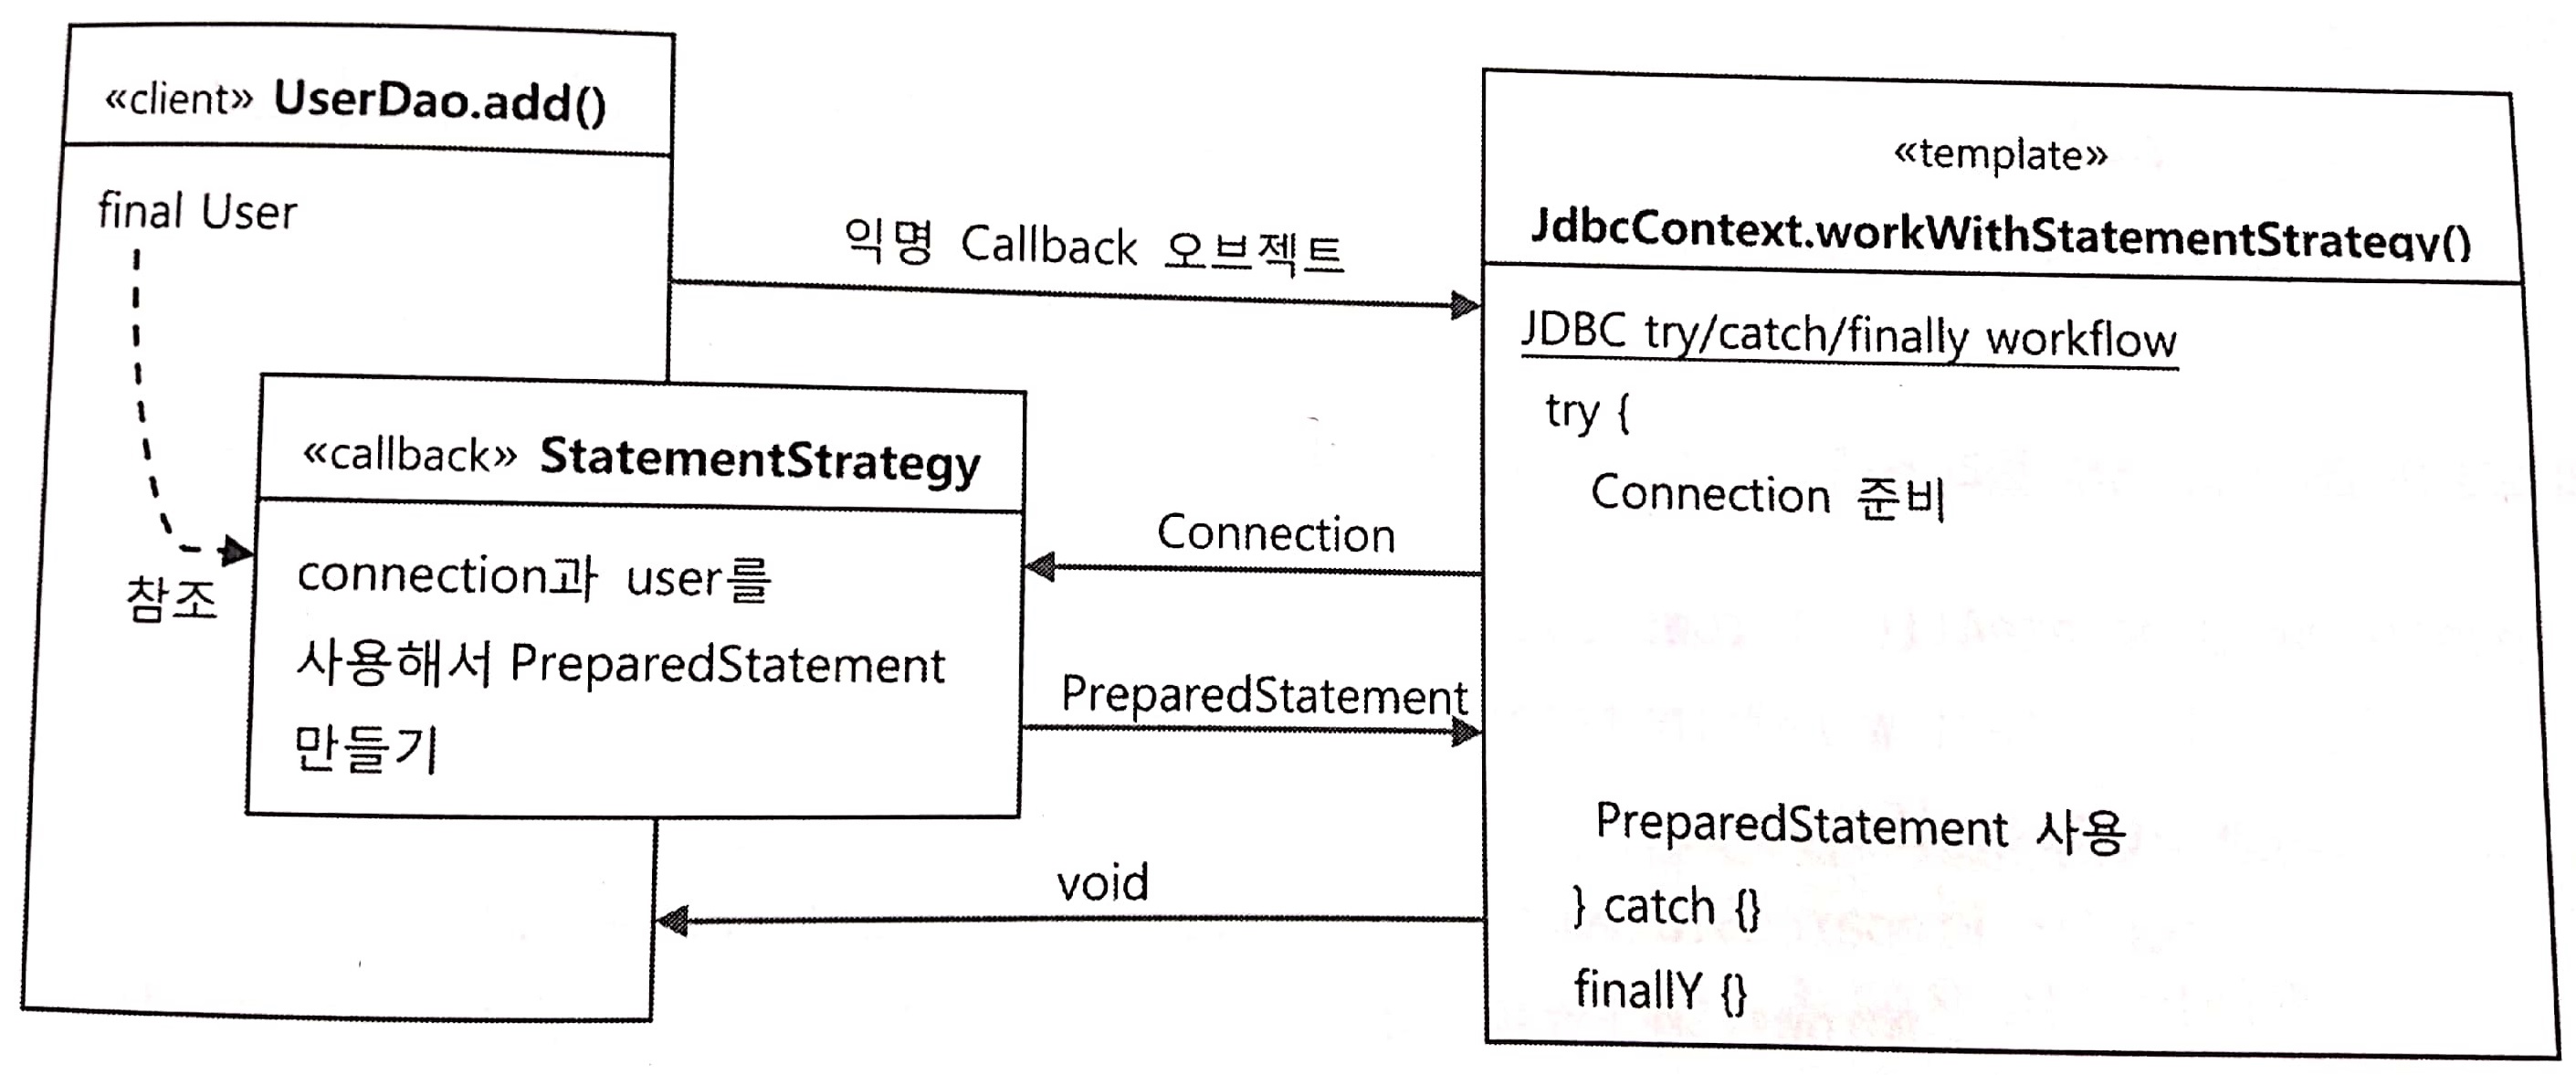 «client» UserDao.add()
final User
참조
«callback» StatementStrategy
connection과 user를
사용해서 PreparedStatement
만들기
익명 Callback 오브젝트
Connection
PreparedStatement
void
«template»
JdbcContext.workWithStatementStrategy()
JDBC try/catch/finally workflow
try {
Connection 준비
PreparedStatement 사용
} catch {}
finallY {}